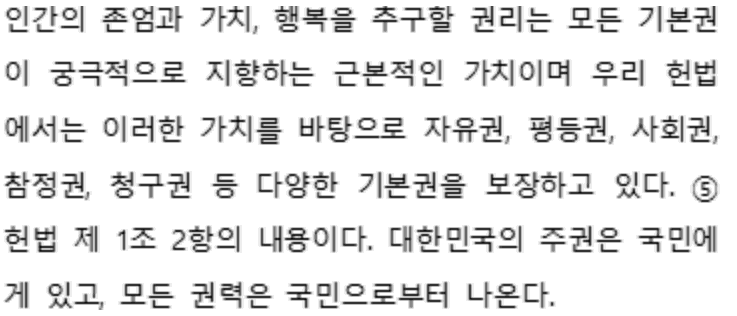 인간의 존엄과 가치, 행복을 추구할 권리는 모든 기본권
이 궁극적으로 지향하는 근본적인 가치이며 우리 헌법
에서는 이러한 가치를 바탕으로 자유권, 평등권, 사회권,
참정권, 청구권 등 다양한 기본권을 보장하고 있다. ⑤
헌법 제 1조 2항의 내용이다. 대한민국의 주권은 국민에
게 있고, 모든 권력은 국민으로부터 나온다.